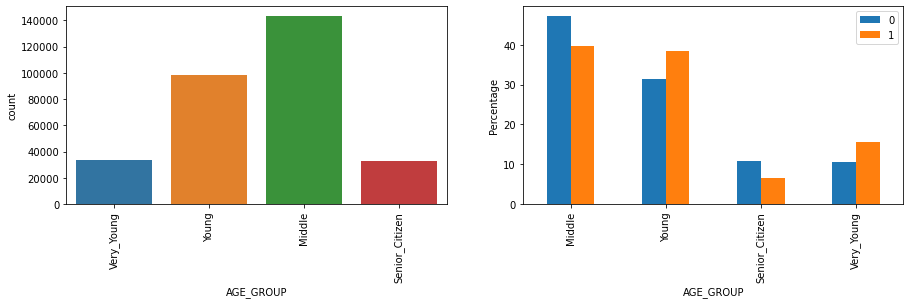 140000
120000
100000
80000
60000
40000
20000
0
count
Very_Young
Young
Middle
Senior_Citizen
AGE_GROUP
40
30
20
10
0
Percentage
0
1
Middle
Young
Senior_Citizen
Very_Young
AGE_GROUP